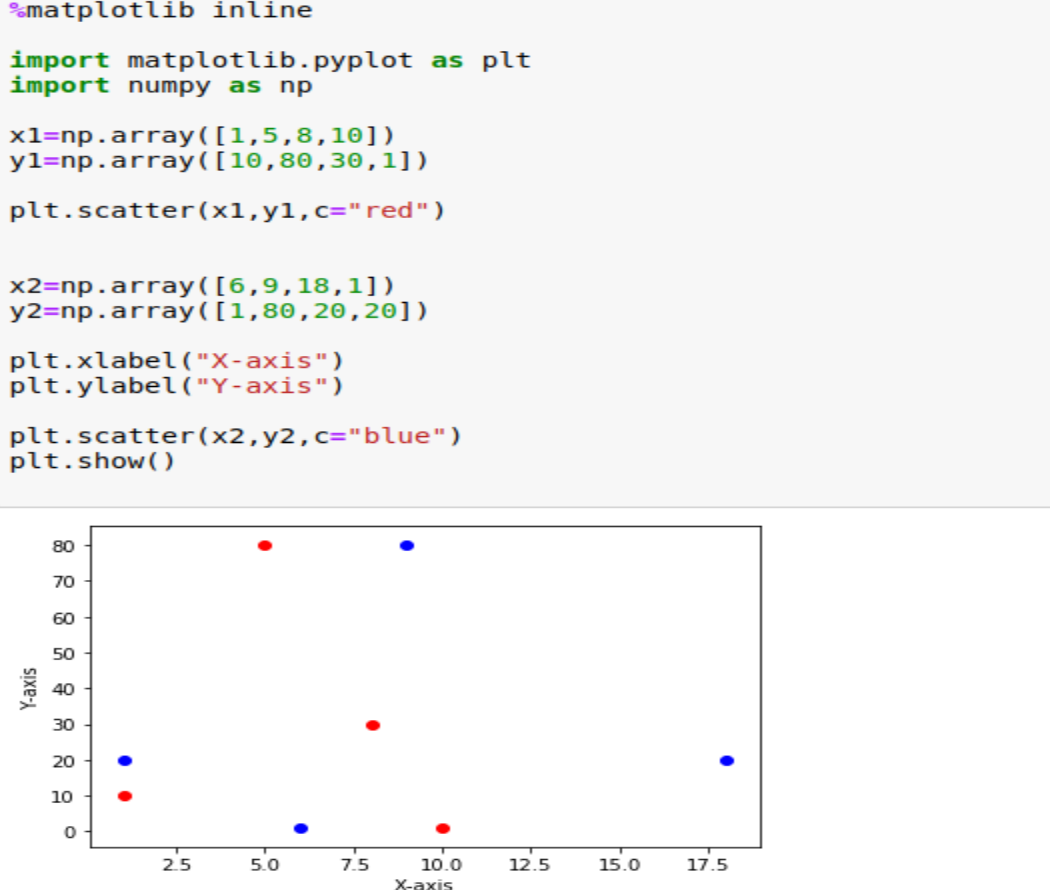 %matplotlib inline
import matplotlib.pyplot as plt
import numpy as np
x1=np.array([1,5,8,10])
y1=np.array([10,80,30,1])
plt.scatter(x1,y1,c="red")
x2=np.array([6,9,18,1])
y2=np.array([1,80,20,20])
plt.xlabel("X-axis")
plt.ylabel("Y-axis")
plt.scatter(x2,y2,c="blue")
plt.show()
80
70
60
50
40
30
20
10
0
Y-axis
2.5 5.0 7.5 10.0 12.5 15.0 17.5
X-axis